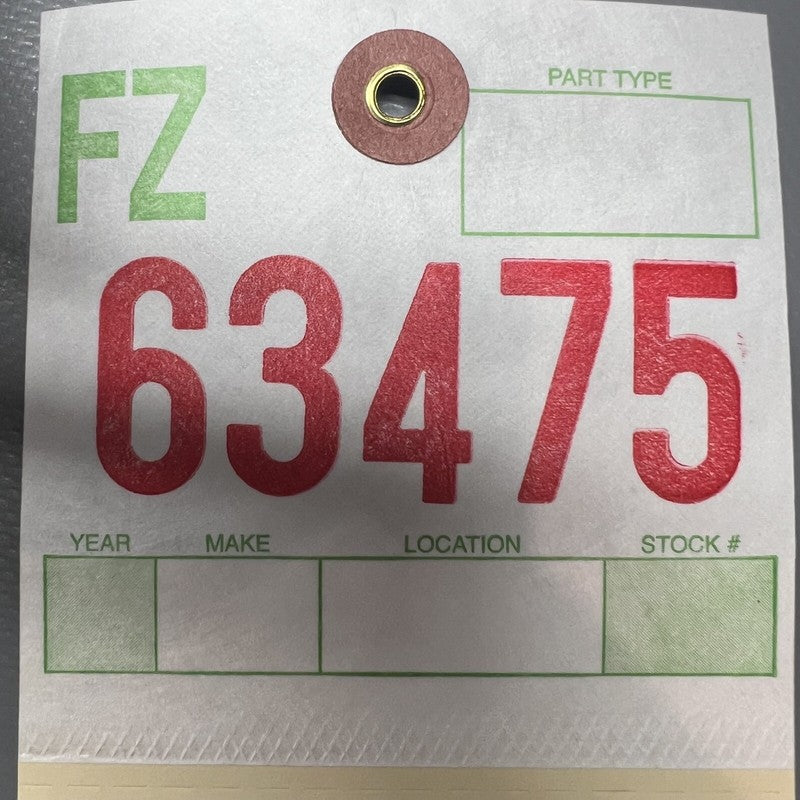 FZ
PART TYPE
63475
YEAR MAKE LOCATION STOCK #